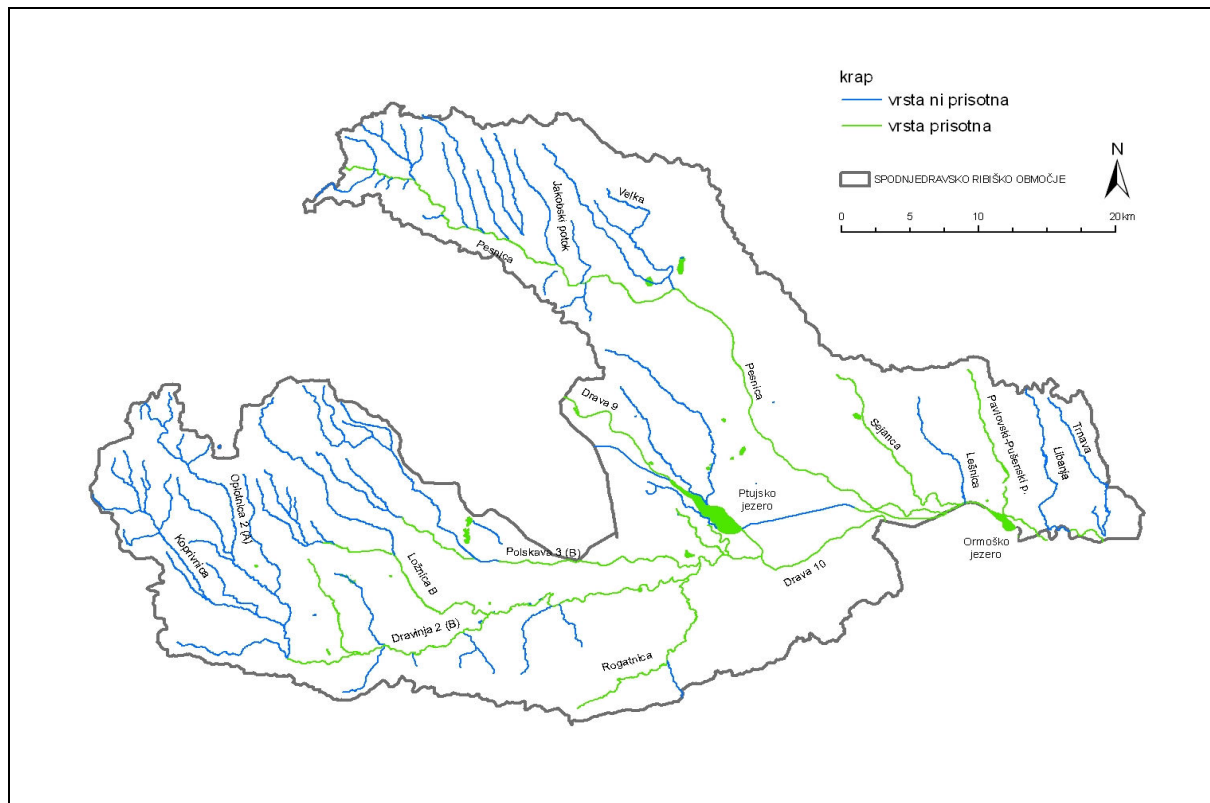 krap
vrsta ni prisotna
vrsta prisotna
SPODNJEDRAVSKO RIBIŠKO OBMOČJE
N
0 5 10 20 km
Velka
Jakobski potok
Pesnica
Pesnica
Drava 9
Sejanca
Lešnica
Pavlovski-Pušenski p.
Libanja
Trnava
Ptujsko
jezero
Ormoško
jezero
Drava 10
Oplotnica 2 (A)
Koprivnica
Ložnica B
Polskava 3 (B)
Dravinja 2 (B)
Rogatnica